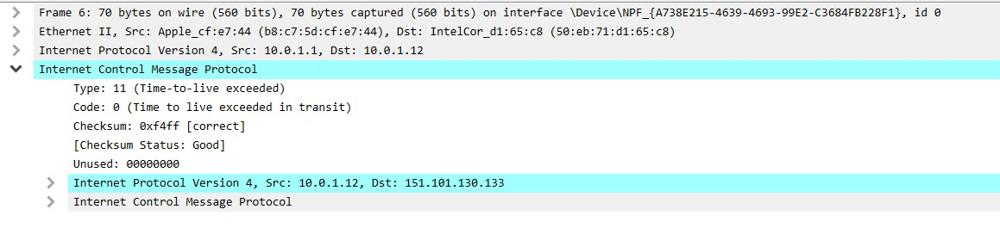 Frame 6: 70 bytes on wire (560 bits), 70 bytes captured (560 bits) on interface \Device\NPF_{A738E215-4639-4693-99E2-C3684FB228F1}, id 0
Ethernet II, Src: Apple_cf:e7:44 (b8:c7:5d:cf:e7:44), Dst: IntelCor_d1:65:c8 (50:eb:71:d1:65:c8)
Internet Protocol Version 4, Src: 10.0.1.1, Dst: 10.0.1.12
Internet Control Message Protocol
Type: 11 (Time-to-live exceeded)
Code: 0 (Time to live exceeded in transit)
Checksum: 0xf4ff [correct]
[Checksum Status: Good]
Unused: 00000000
Internet Protocol Version 4, Src: 10.0.1.12, Dst: 151.101.130.133
Internet Control Message Protocol